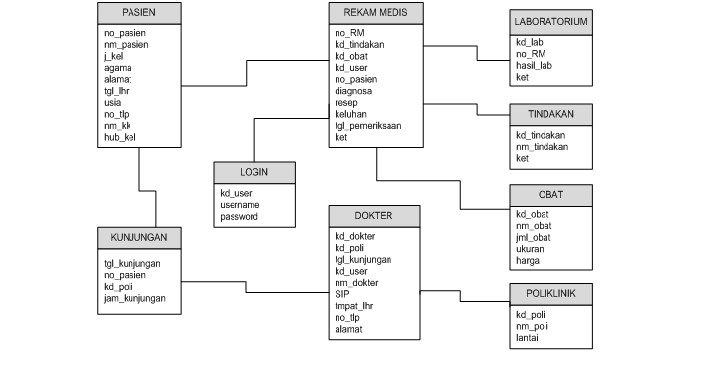 PASIEN
no_pasien
nm_pasien
j_kel
agama
alamat
tgl_lhr
usia
no_tlp
nm_kk
hub_kel
REKAM MEDIS
no_RM
kd_tindakan
kd_obat
kd_user
no_pasien
diagnosa
resep
keluhan
tgl_pemeriksaan
ket
LABORATORIUM
kd_lab
no_RM
hasil_lab
ket
TINDAKAN
kd_tindakan
nm_tindakan
ket
LOGIN
kd_user
username
password
OBAT
kd_obat
nm_obat
jml_obat
ukuran
harga
KUNJUNGAN
tgl_kunjungan
no_pasien
kd_poli
jam_kunjungan
DOKTER
kd_dokter
kd_poli
tgl_kunjungan
kd_user
nm_dokter
SIP
tmpat_lhr
no_tlp
alamat
POLIKLINIK
kd_poli
nm_poli
lantai